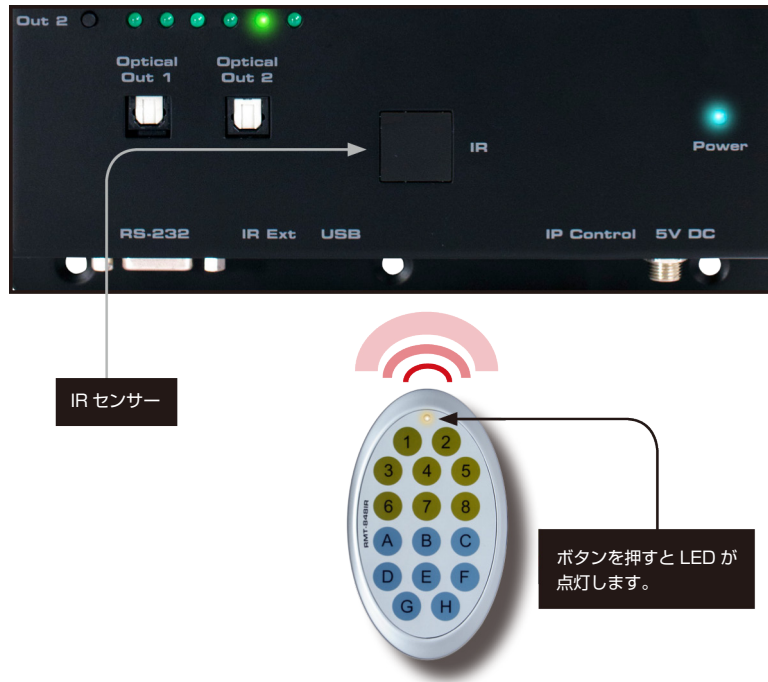 Out 2
Optical
Out 1
Optical
Out 2
IR
Power
RS-232
IR Ext
USB
IP Control
5V DC
IR センサー
1 2
3 4 5
6 7 8
A B C
D E F
G H
RMT-848IR
ボタンを押すと LED が
点灯します。